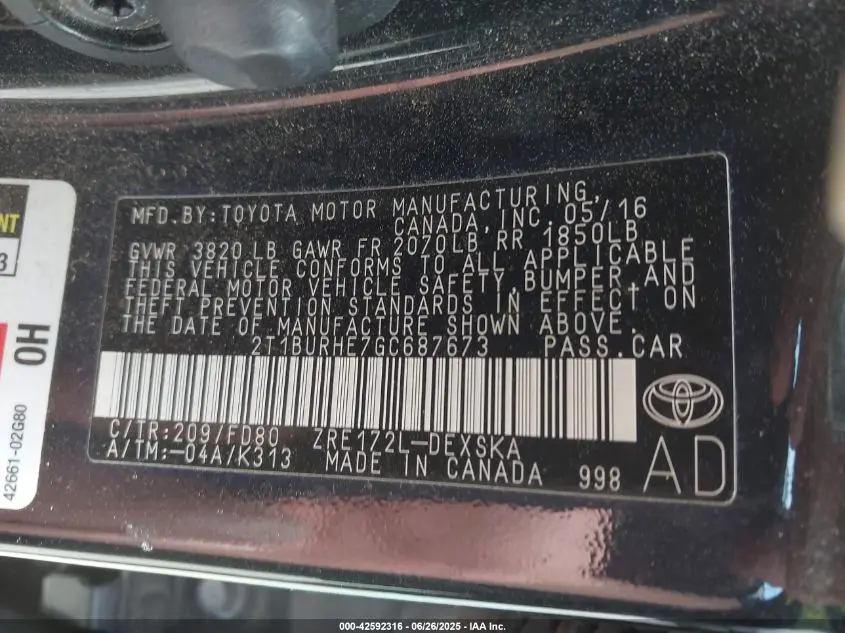 MFD.BY:TOYOTA MOTOR MANUFACTURING,
CANADA, INC. 05/16
GVWR 3820 LB GAWR FR 2070LB RR 1850LB
THIS VEHICLE CONFORMS TO ALL APPLICABLE
FEDERAL MOTOR VEHICLE SAFETY, BUMPER, AND
THEFT PREVENTION STANDARDS IN EFFECT ON
THE DATE OF MANUFACTURE SHOWN ABOVE.
2T1BURHE7GC687673 PASS.CAR
C/TR:209/FD80 ZRE172L-DEXSKA
A/TM:-04A/K313 MADE IN CANADA 998
AD
NT
3
OH
42661-02G80
000-42592316 - 06/26/2025 - IAA Inc.